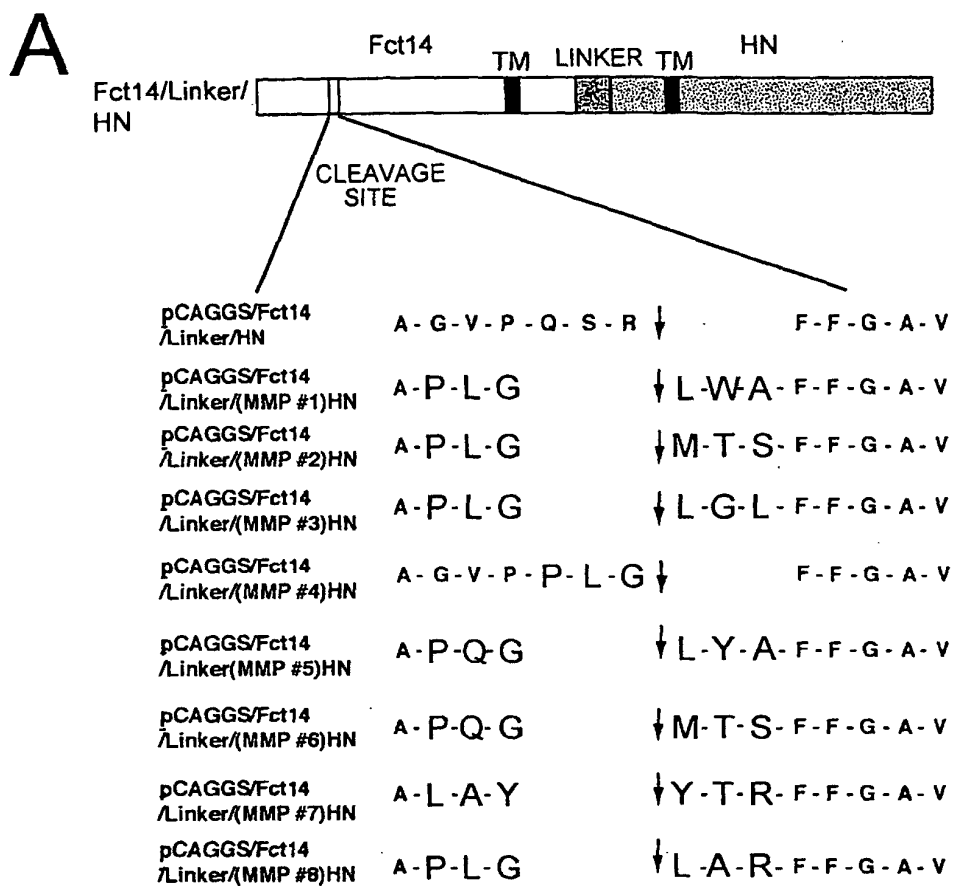 A
Fct14 TM LINKER TM HN
Fct14/Linker/
HN
CLEAVAGE
SITE
pCAGGS/Fct14
/Linker/HN
A - G - V - P - Q - S - R ↓ F - F - G - A - V
pCAGGS/Fct14
/Linker/(MMP #1)HN
A - P - L - G ↓ L - W - A - F - F - G - A - V
pCAGGS/Fct14
/Linker/(MMP #2)HN
A - P - L - G ↓ M - T - S - F - F - G - A - V
pCAGGS/Fct14
/Linker/(MMP #3)HN
A - P - L - G ↓ L - G - L - F - F - G - A - V
pCAGGS/Fct14
/Linker/(MMP #4)HN
A - G - V - P - P - L - G ↓ F - F - G - A - V
pCAGGS/Fct14
/Linker(MMP #5)HN
A - P - Q - G ↓ L - Y - A - F - F - G - A - V
pCAGGS/Fct14
/Linker/(MMP #6)HN
A - P - Q - G ↓ M - T - S - F - F - G - A - V
pCAGGS/Fct14
/Linker/(MMP #7)HN
A - L - A - Y ↓ Y - T - R - F - F - G - A - V
pCAGGS/Fct14
/Linker/(MMP #8)HN
A - P - L - G ↓ L - A - R - F - F - G - A - V